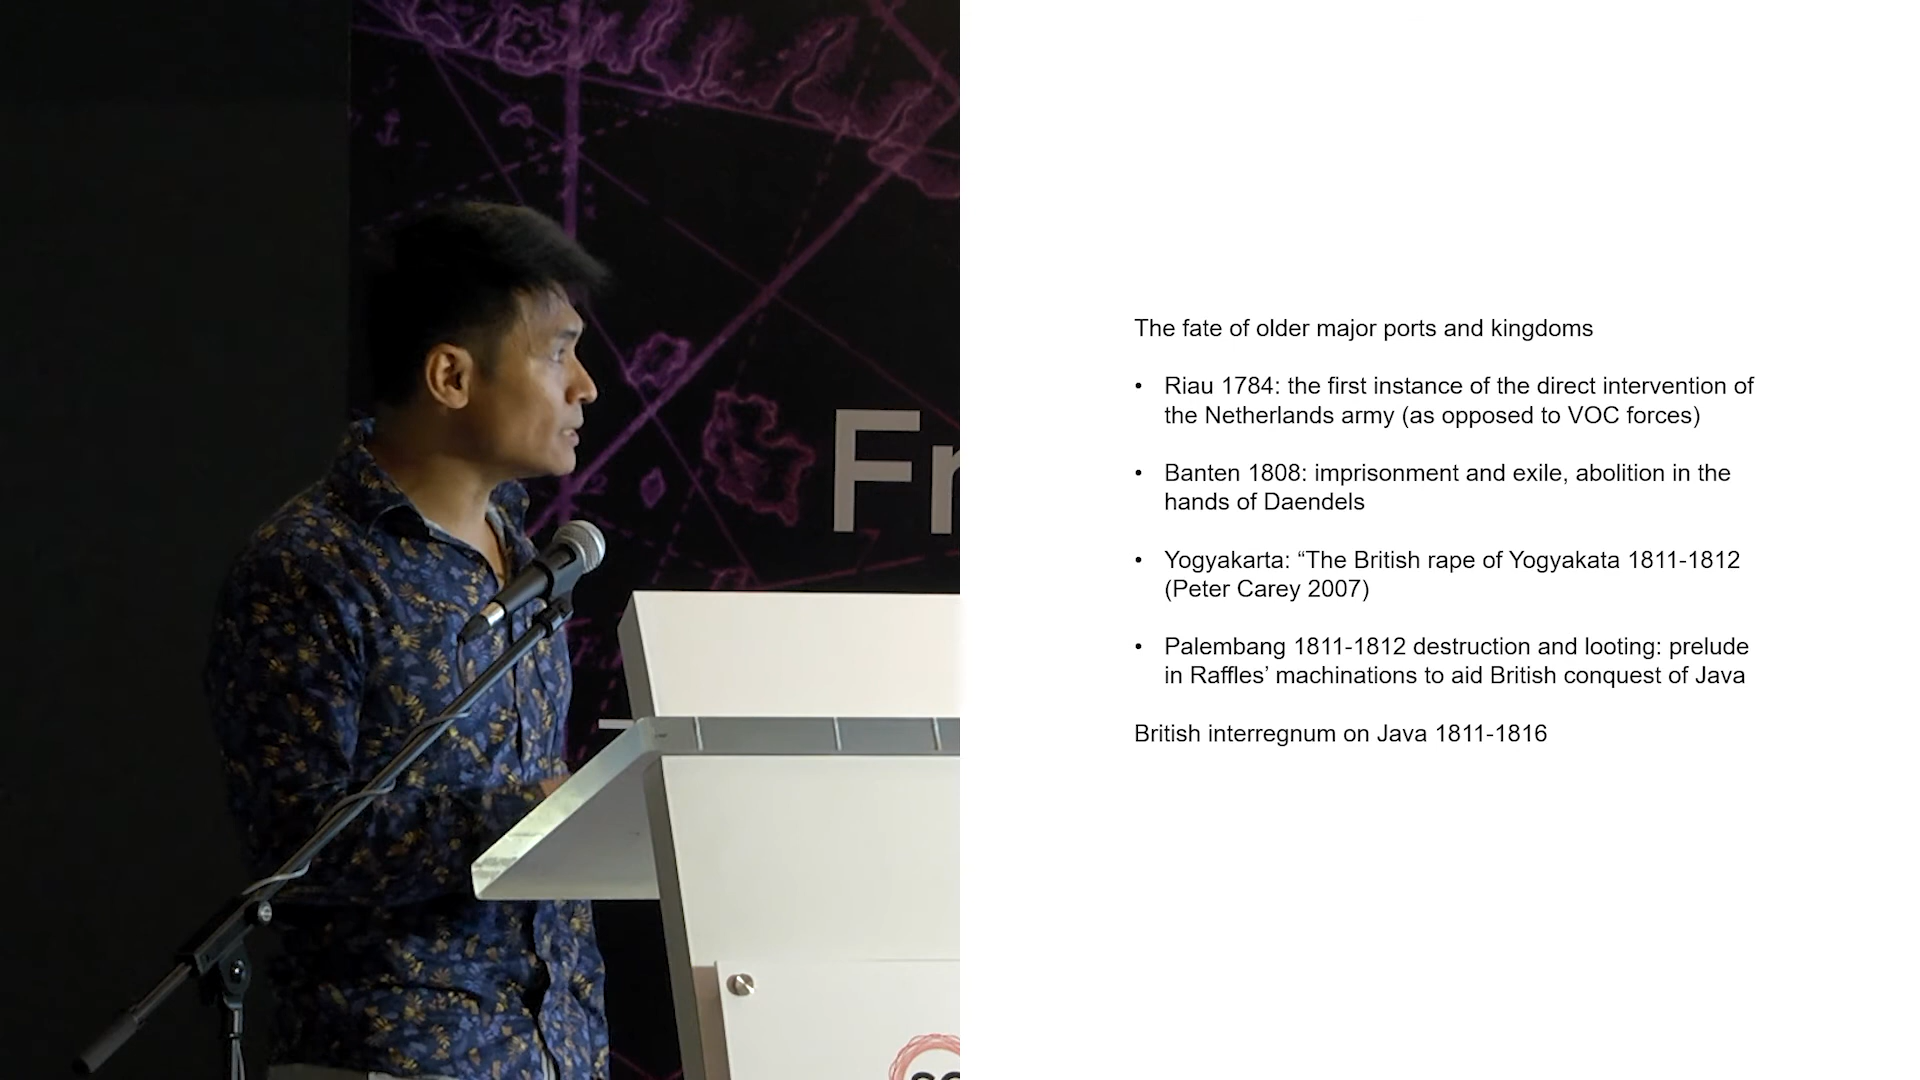 Fr
The fate of older major ports and kingdoms
• Riau 1784: the first instance of the direct intervention of
the Netherlands army (as opposed to VOC forces)
• Banten 1808: imprisonment and exile, abolition in the
hands of Daendels
• Yogyakarta: “The British rape of Yogyakata 1811-1812
(Peter Carey 2007)
• Palembang 1811-1812 destruction and looting: prelude
in Raffles’ machinations to aid British conquest of Java
British interregnum on Java 1811-1816